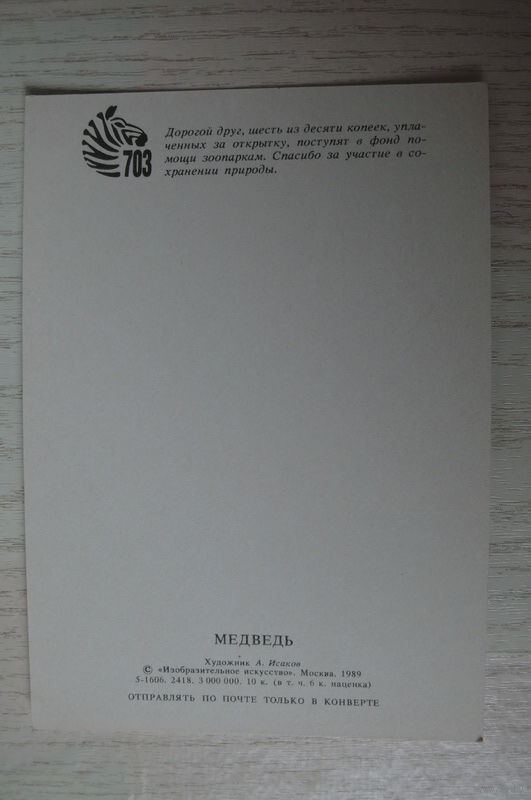 703
Дорогой друг, шесть из десяти копеек, упла-
ченных за открытку, поступят в фонд по-
мощи зоопаркам. Спасибо за участие в со-
хранении природы.
МЕДВЕДЬ
Художник А. Исаков
© «Изобразительное искусство». Москва. 1989
5-1606. 2418. 3 000 000. 10 к. (в т. ч. 6 к. наценка)
ОТПРАВЛЯТЬ ПО ПОЧТЕ ТОЛЬКО В КОНВЕРТЕ